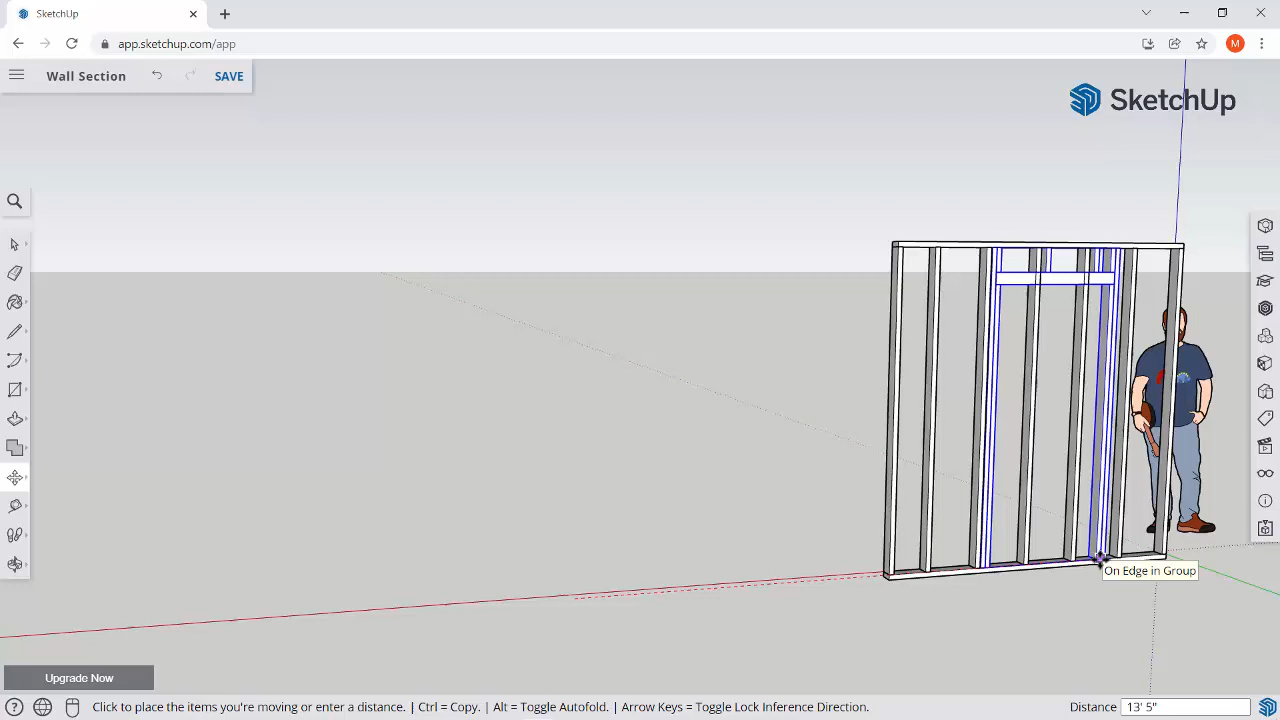 SketchUp
app.sketchup.com/app
M
Wall Section
SAVE
SketchUp
On Edge in Group
Upgrade Now
Click to place the items you're moving or enter a distance. | Ctrl = Copy. | Alt = Toggle Autofold. | Arrow Keys = Toggle Lock Inference Direction.
Distance
13' 5"